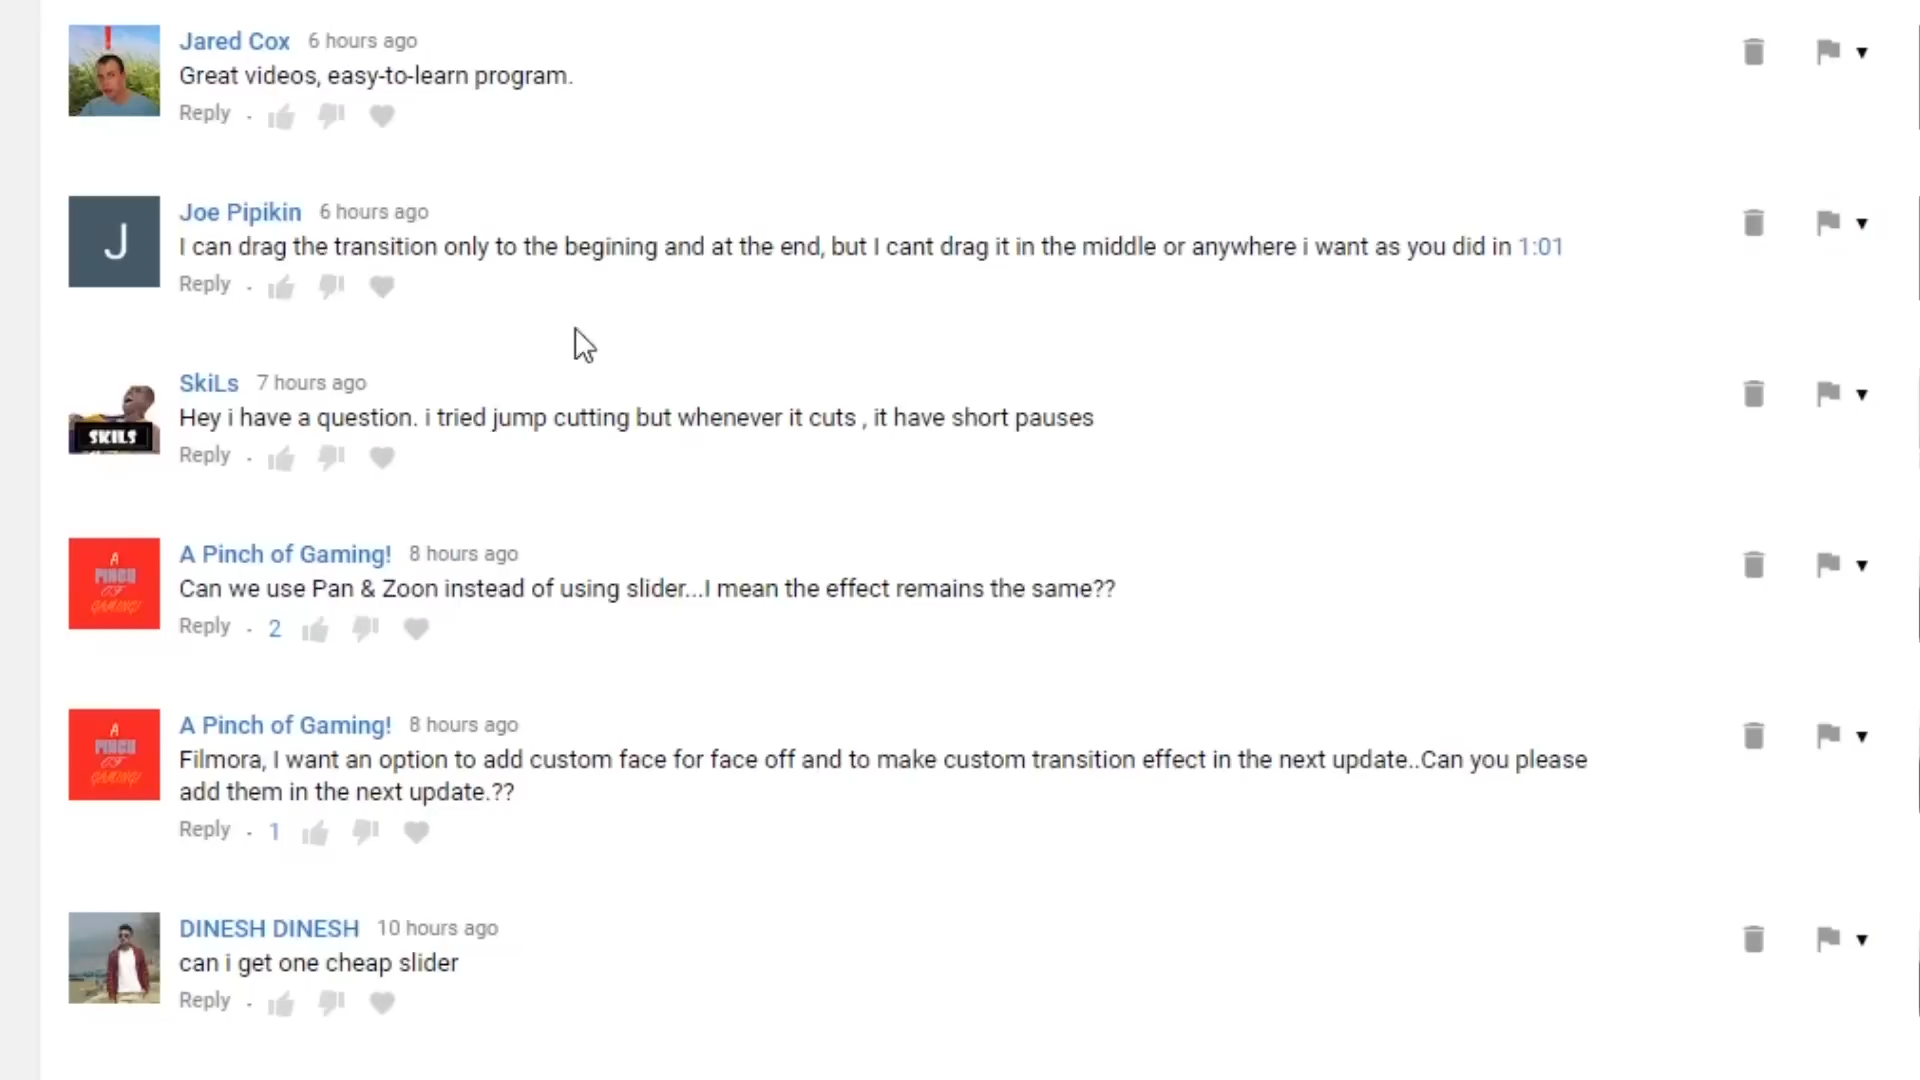 Jared Cox 6 hours ago
Great videos, easy-to-learn program.
Reply .
J
Joe Pipikin 6 hours ago
I can drag the transition only to the begining and at the end, but I cant drag it in the middle or anywhere i want as you did in 1:01
Reply .
SKILS
SkiLs 7 hours ago
Hey i have a question. i tried jump cutting but whenever it cuts , it have short pauses
Reply .
A
PINCH
OF
GAMING!
A Pinch of Gaming! 8 hours ago
Can we use Pan & Zoon instead of using slider...I mean the effect remains the same??
Reply . 2
A
PINCH
OF
GAMING!
A Pinch of Gaming! 8 hours ago
Filmora, I want an option to add custom face for face off and to make custom transition effect in the next update..Can you please
add them in the next update.??
Reply . 1
DINESH DINESH 10 hours ago
can i get one cheap slider
Reply .